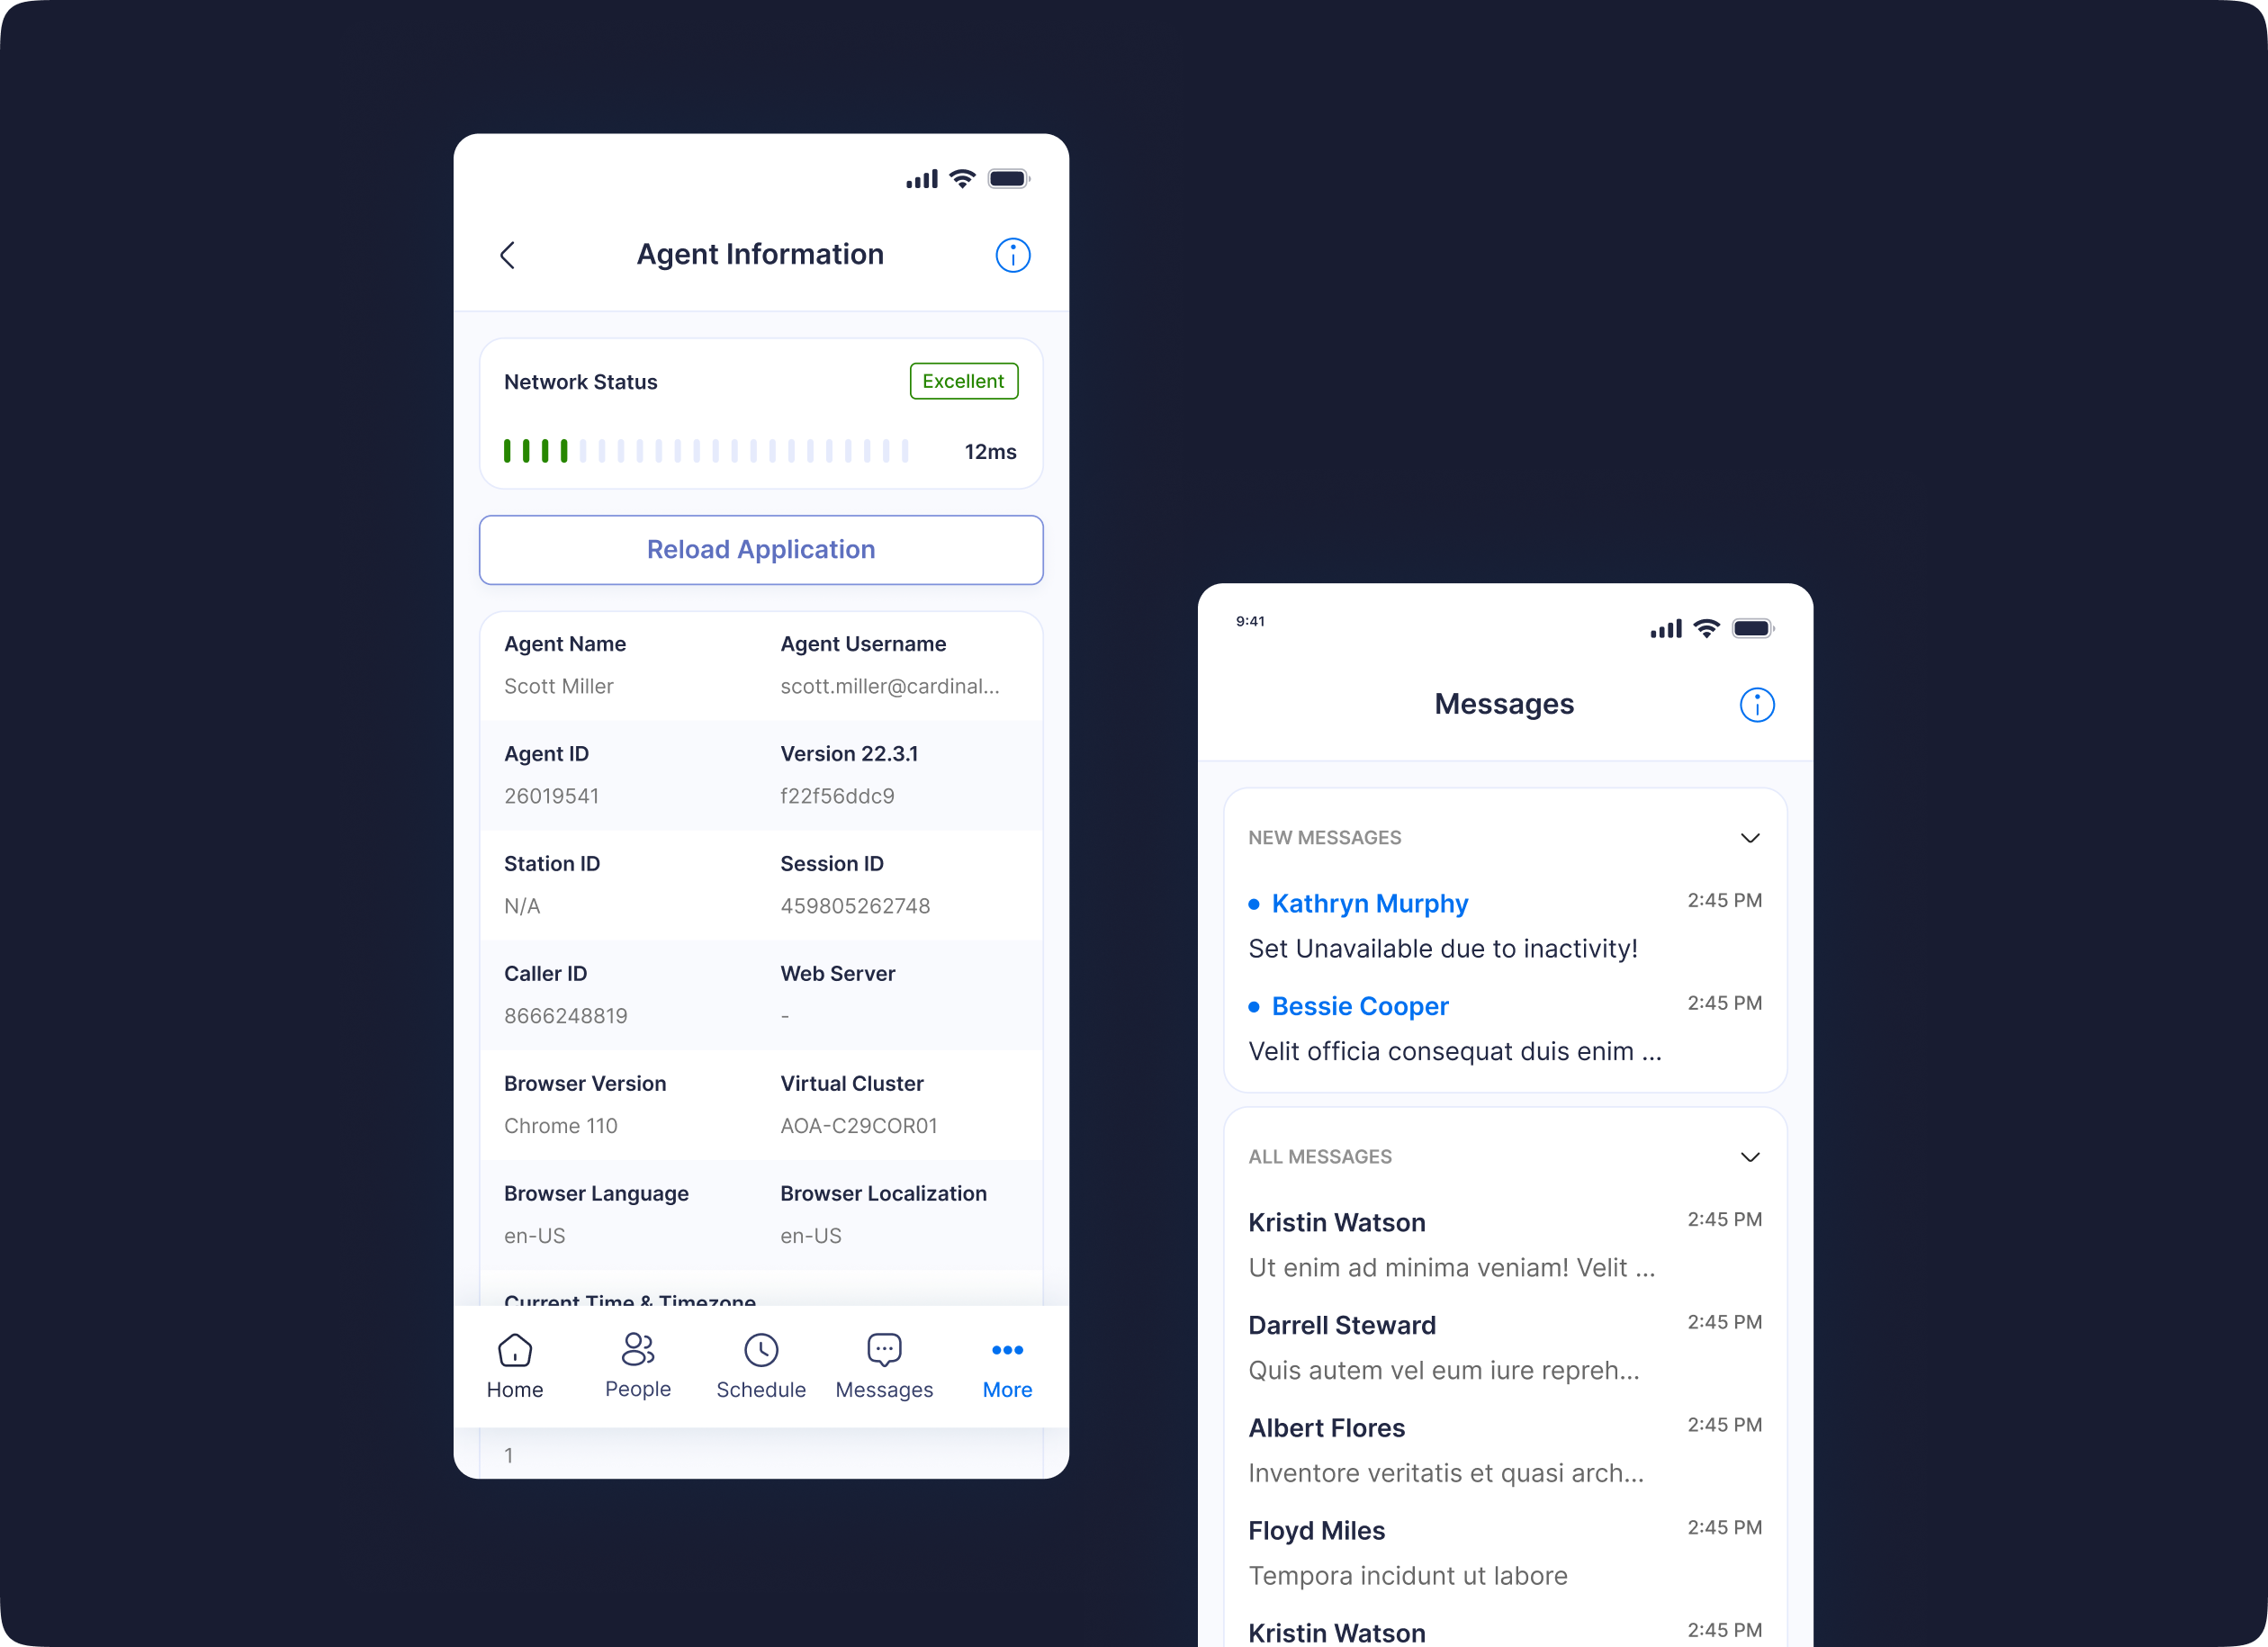 Agent Information
Network Status
Excellent
12ms
Reload Application
Agent Name
Agent Username
Scott Miller
scott.miller@cardinal...
Agent ID
Version 22.3.1
26019541
f22f56ddc9
Station ID
Session ID
N/A
459805262748
Caller ID
Web Server
8666248819
-
Browser Version
Virtual Cluster
Chrome 110
AOA-C29COR01
Browser Language
Browser Localization
en-US
en-US
Current Time & Timezone
Home
People
Schedule
Messages
More
1
9:41
Messages
NEW MESSAGES
Kathryn Murphy
2:45 PM
Set Unavailable due to inactivity!
Bessie Cooper
2:45 PM
Velit officia consequat duis enim ...
ALL MESSAGES
Kristin Watson
2:45 PM
Ut enim ad minima veniam! Velit ...
Darrell Steward
2:45 PM
Quis autem vel eum iure repreh...
Albert Flores
2:45 PM
Inventore veritatis et quasi arch...
Floyd Miles
2:45 PM
Tempora incidunt ut labore
Kristin Watson
2:45 PM